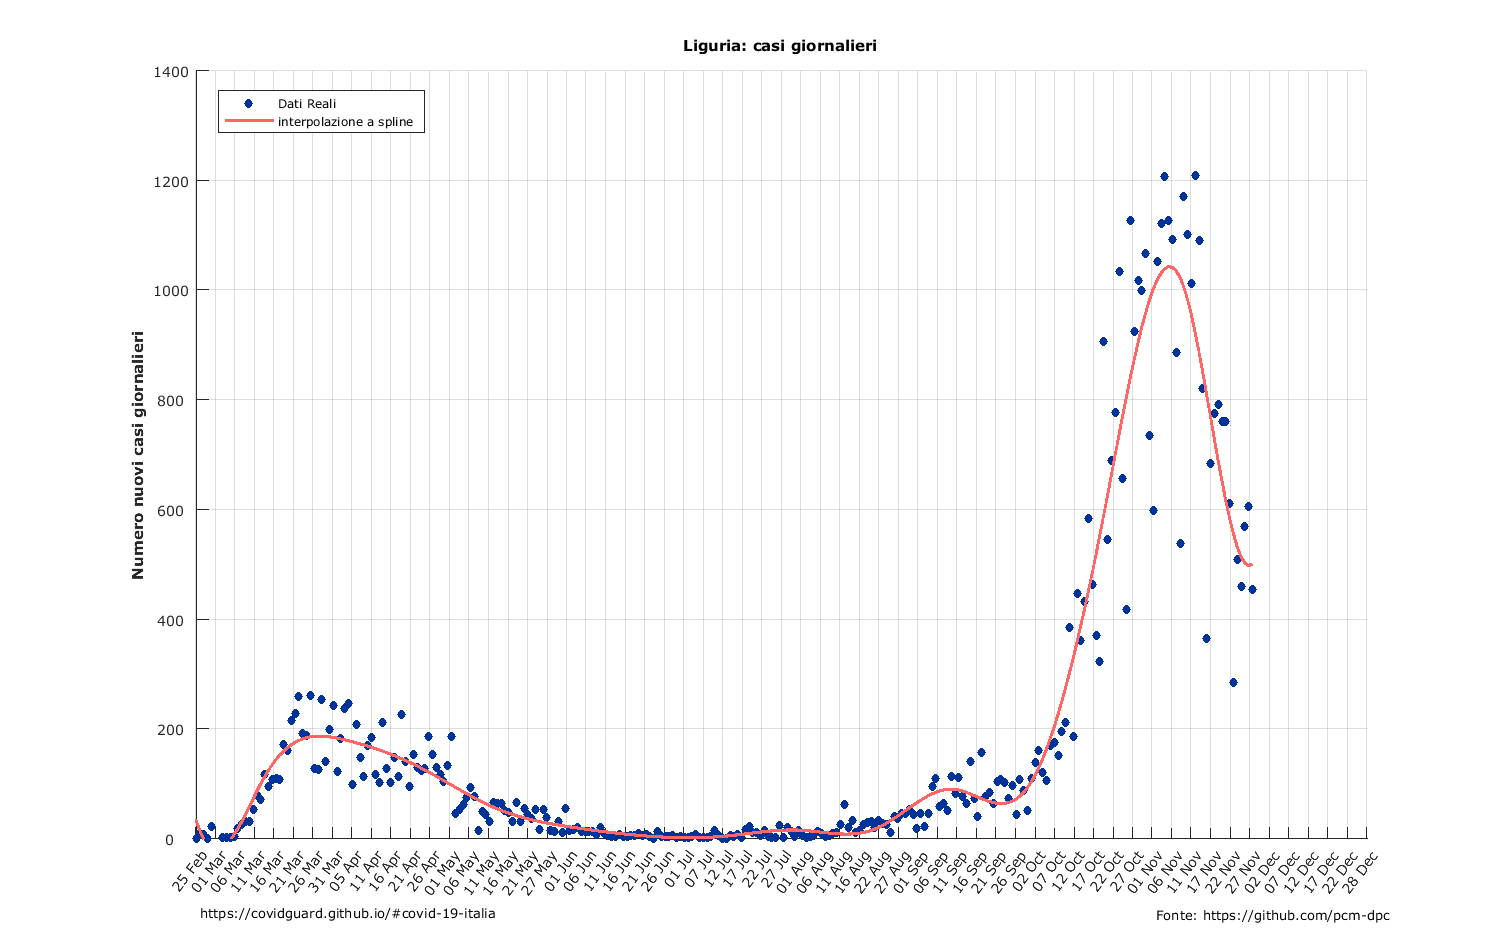 Liguria: casi giornalieri
1400
1200
1000
800
600
400
200
0
Numero nuovi casi giornalieri
Dati Reali
interpolazione a spline
25 Feb
01 Mar
06 Mar
11 Mar
16 Mar
21 Mar
26 Mar
31 Mar
05 Apr
11 Apr
16 Apr
21 Apr
26 Apr
01 May
06 May
11 May
16 May
21 May
27 May
01 Jun
06 Jun
11 Jun
16 Jun
21 Jun
26 Jun
01 Jul
07 Jul
12 Jul
17 Jul
22 Jul
27 Jul
01 Aug
06 Aug
11 Aug
16 Aug
22 Aug
27 Aug
01 Sep
06 Sep
11 Sep
16 Sep
21 Sep
26 Sep
02 Oct
07 Oct
12 Oct
17 Oct
22 Oct
27 Oct
01 Nov
06 Nov
11 Nov
17 Nov
22 Nov
27 Nov
02 Dec
07 Dec
12 Dec
17 Dec
22 Dec
28 Dec
https://covidguard.github.io/#covid-19-italia
Fonte: https://github.com/pcm-dpc